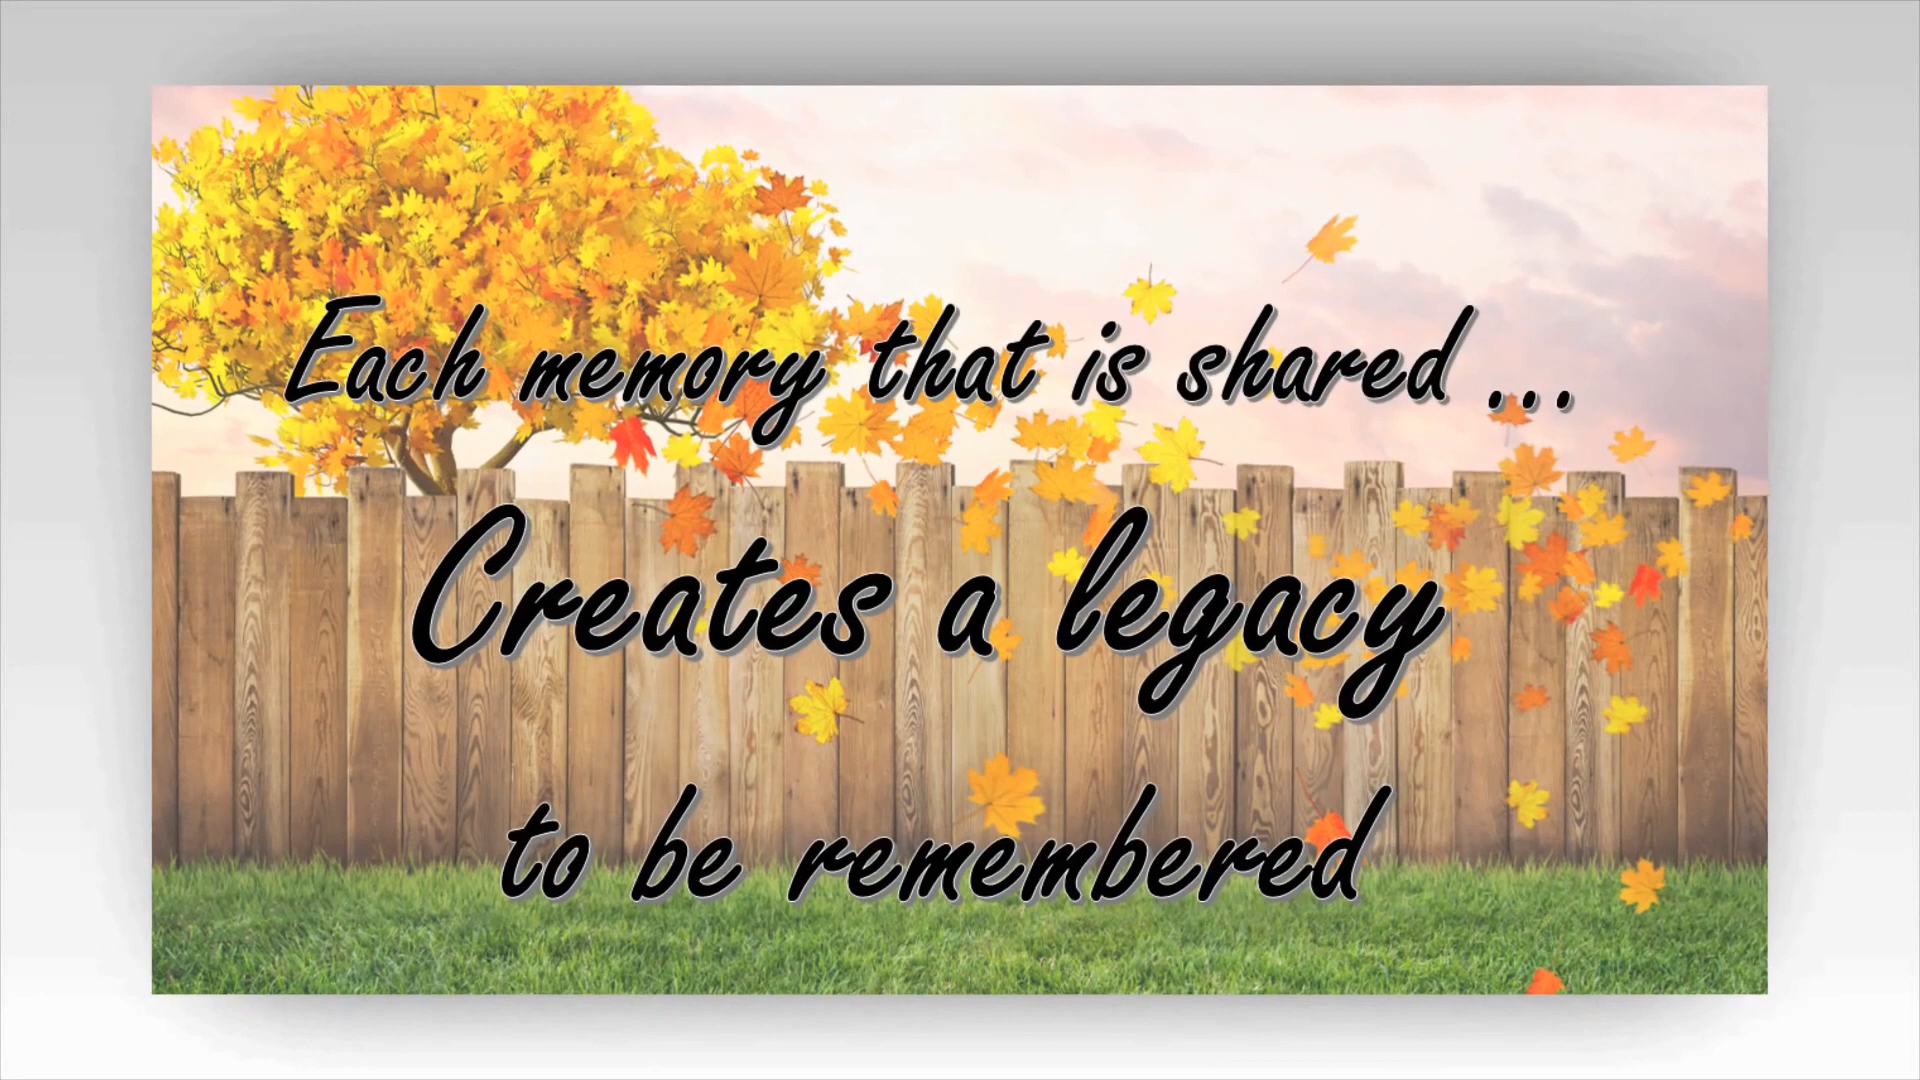 Each memory that is shared ...
Creates a legacy
to be remembered